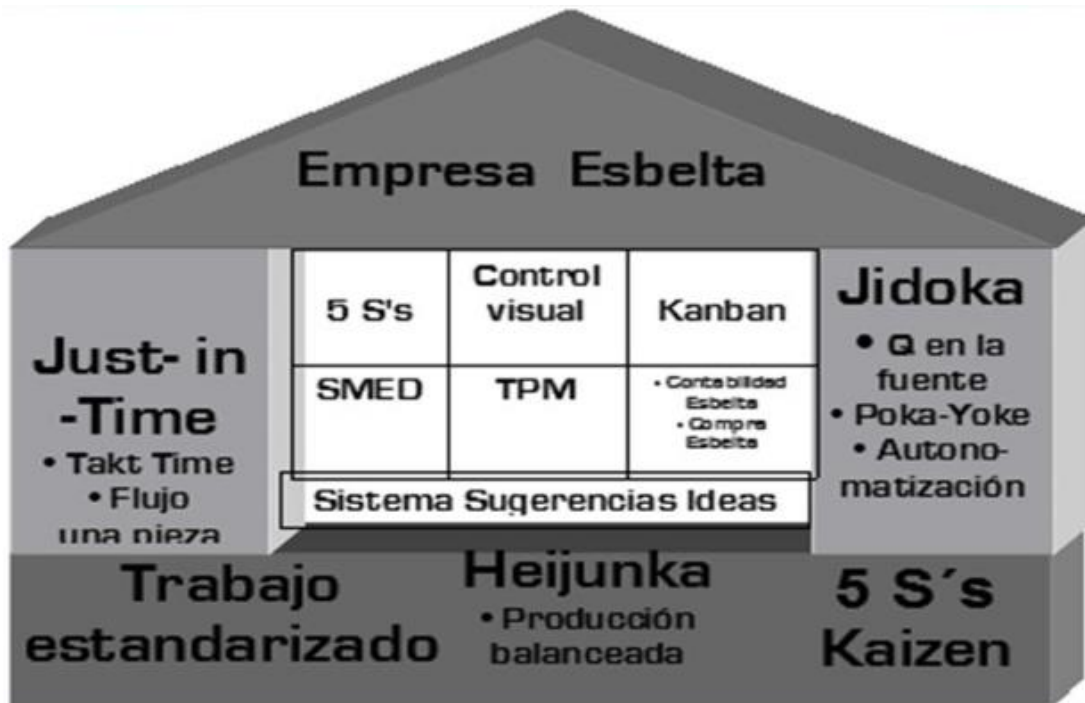 Empresa Esbelta
Just- in
-Time
• Takt Time
• Flujo
una pieza
5 S's
Control
visual
Kanban
SMED
TPM
• Contabilidad
Esbelta
• Compra
Esbelta
Sistema Sugerencias Ideas
Jidoka
• Q en la
fuente
• Poka-Yoke
• Autono-
matización
Trabajo
estandarizado
Heijunka
• Producción
balanceada
5 S´s
Kaizen